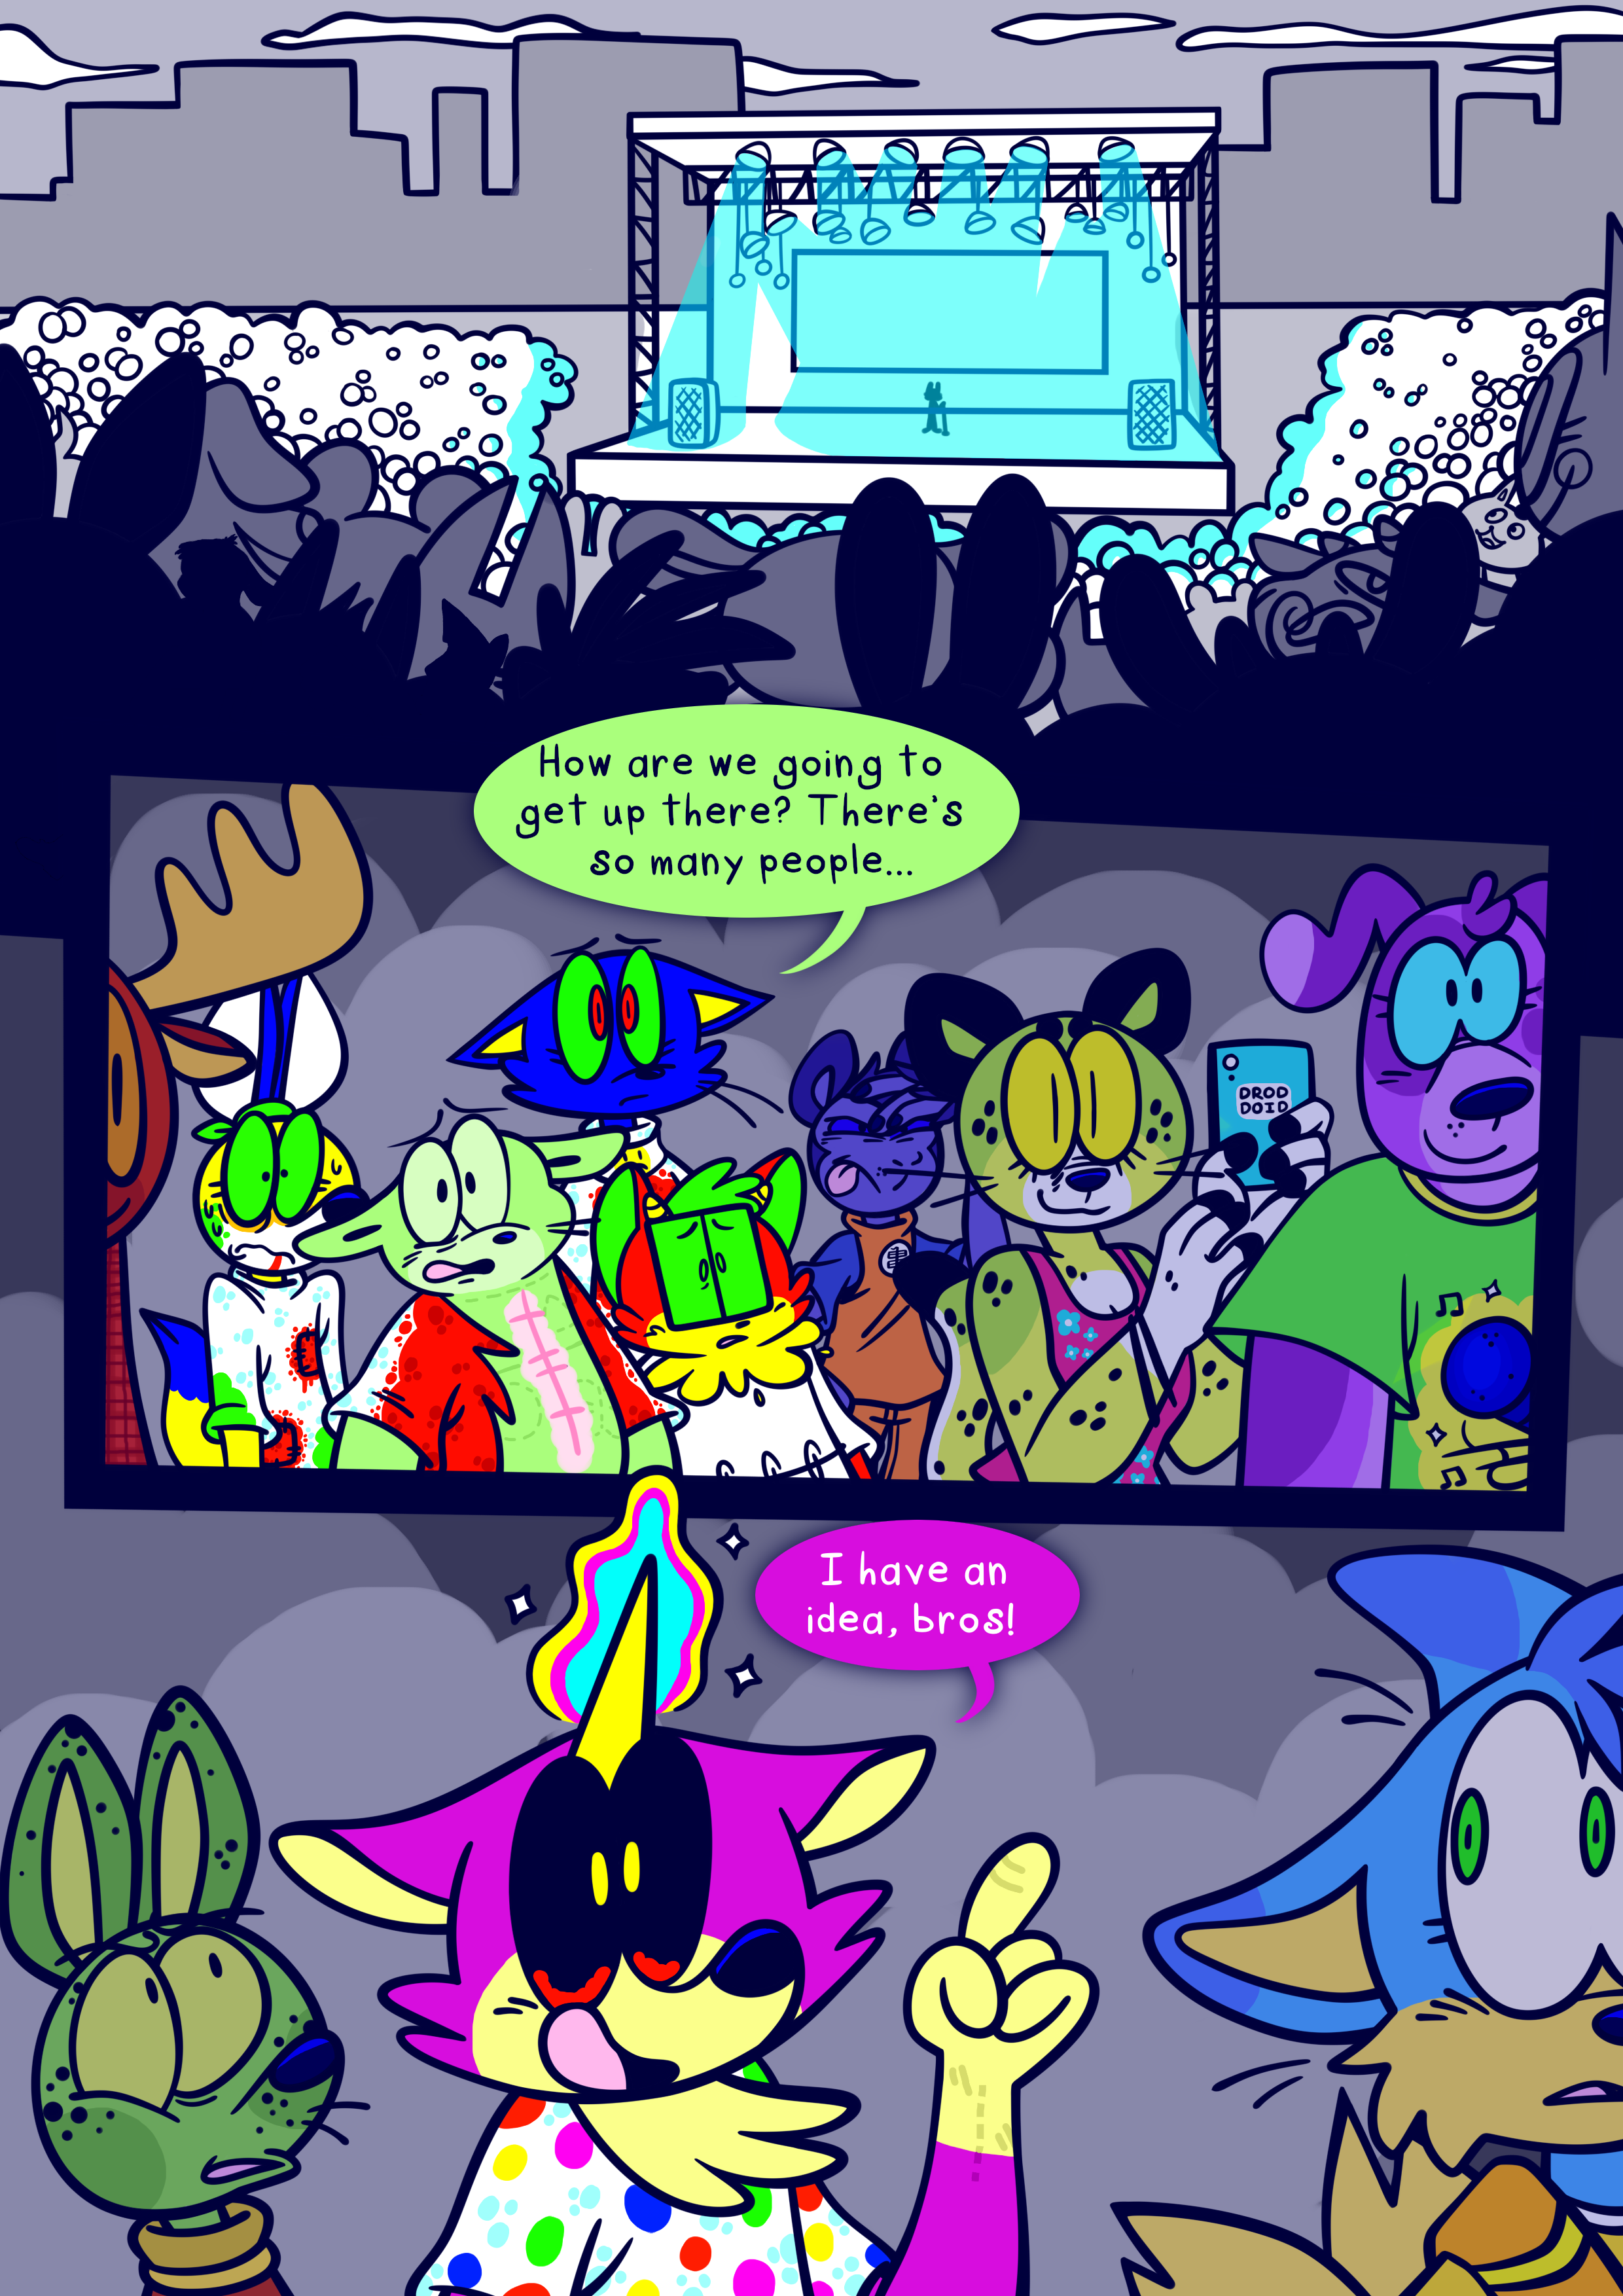 How are we going to
get up there? There's
so many people...
DROD
DOID
I have an
idea, bros!